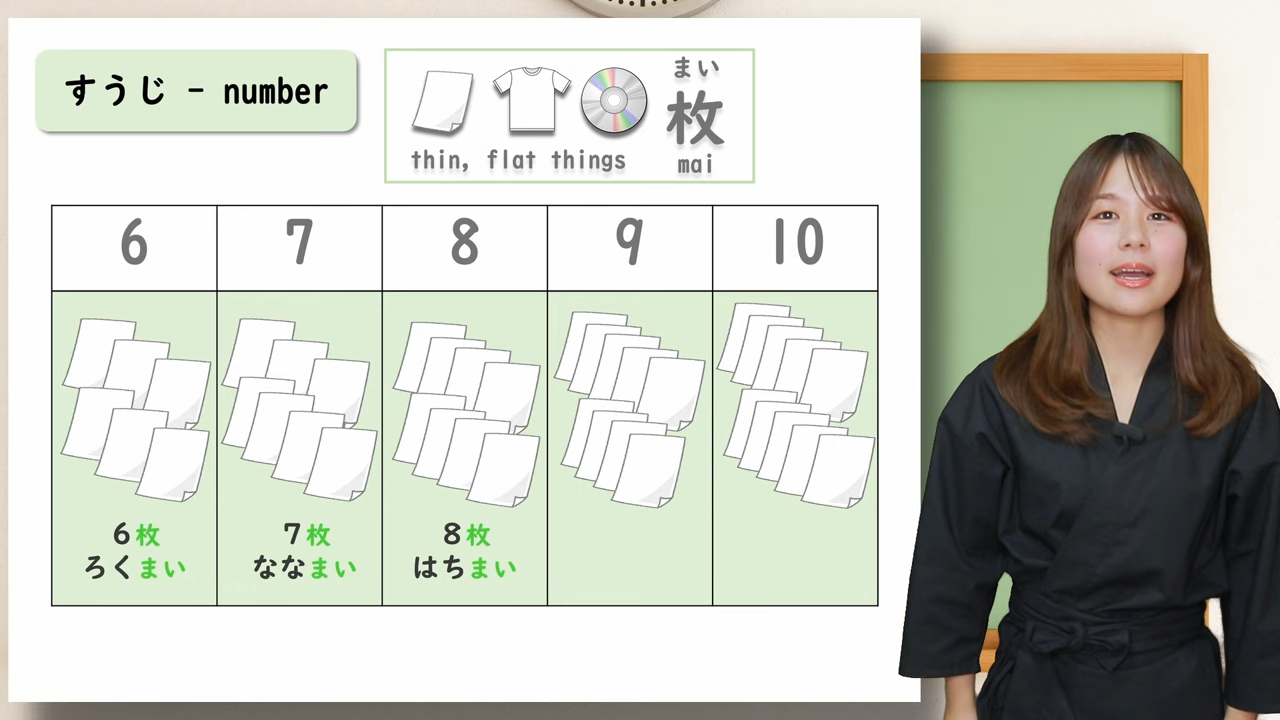 すうじ - number
まい
枚
thin, flat things
mai
6 7 8 9 10
6枚 7枚 8枚
ろくまい ななまい はちまい